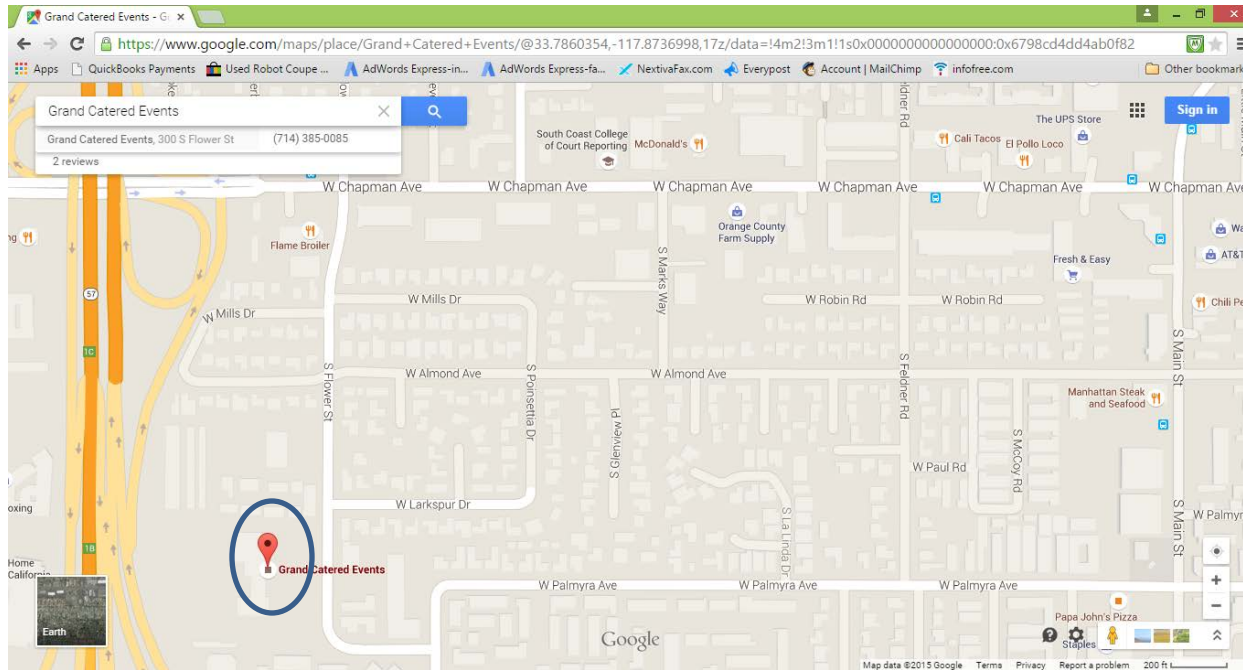 Grand Catered Events - G
https://www.google.com/maps/place/Grand+Catered+Events/@33.7860354,-117.8736998,17z/data=!4m2!3m1!1s0x0000000000000000:0x6798cd4dd4ab0f82
Apps QuickBooks Payments Used Robot Coupe ... AdWords Express-in... AdWords Express-fa... NextivaFax.com Everypost Account | MailChimp infofree.com Other bookmark
Grand Catered Events
Sign in
Grand Catered Events, 300 S Flower St (714) 385-0085
2 reviews
South Coast College
of Court Reporting
McDonald's
Feldner Rd
The UPS Store
Cali Tacos
El Pollo Loco
W Chapman Ave W Chapman Ave W Chapman Ave W Chapman Ave W Chapman Ave W Chapman Av
Flame Broiler
Orange County
Farm Supply
S Marks Way
Fresh & Easy
AT&T
57
W Mills Dr
W Mills Dr
W Robin Rd W Robin Rd
Chili Pe
1C
S Main St
W Almond Ave W Almond Ave
S Flower St
S Poinsettia Dr
S Glenview Pl
S Feldner Rd
Manhattan Steak
and Seafood
S McCoy Rd
W Paul Rd
W Larkspur Dr
S La Linda Dr
S Main St
W Palmyr
oxing
1B
Home
California
Grand Catered Events
W Palmyra Ave W Palmyra Ave W Palmyra Ave
Papa John's Pizza
Earth
Google
Staples
Map data ©2015 Google Terms Privacy Report a problem 200 ft